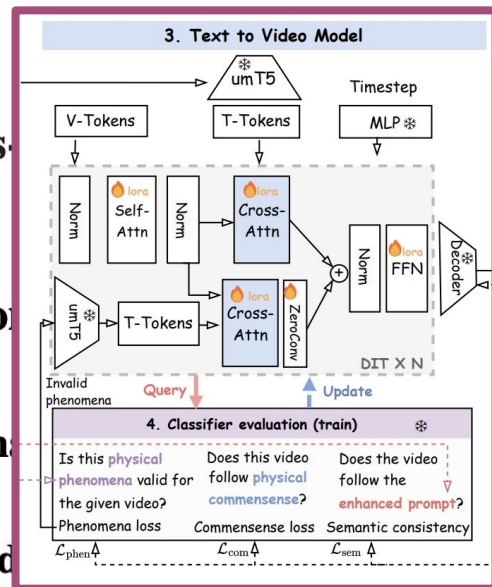 3. Text to Video Model
umT5
V-Tokens
T-Tokens
Timestep
MLP
Norm
lora
Self-
Attn
Norm
lora
Cross-
Attn
Norm
lora
FFN
Decoder
umT5
T-Tokens
lora
Cross-
Attn
ZeroConv
DIT X N
Invalid
phenomena
Query
Update
4. Classifier evaluation (train)
Is this physical
phenomena valid for
the given video?
Phenomena loss
Does this video
follow physical
commensense?
Commensense loss
Does the video
follow the
enhanced prompt?
Semantic consistency
ℒphen
ℒcom
ℒsem